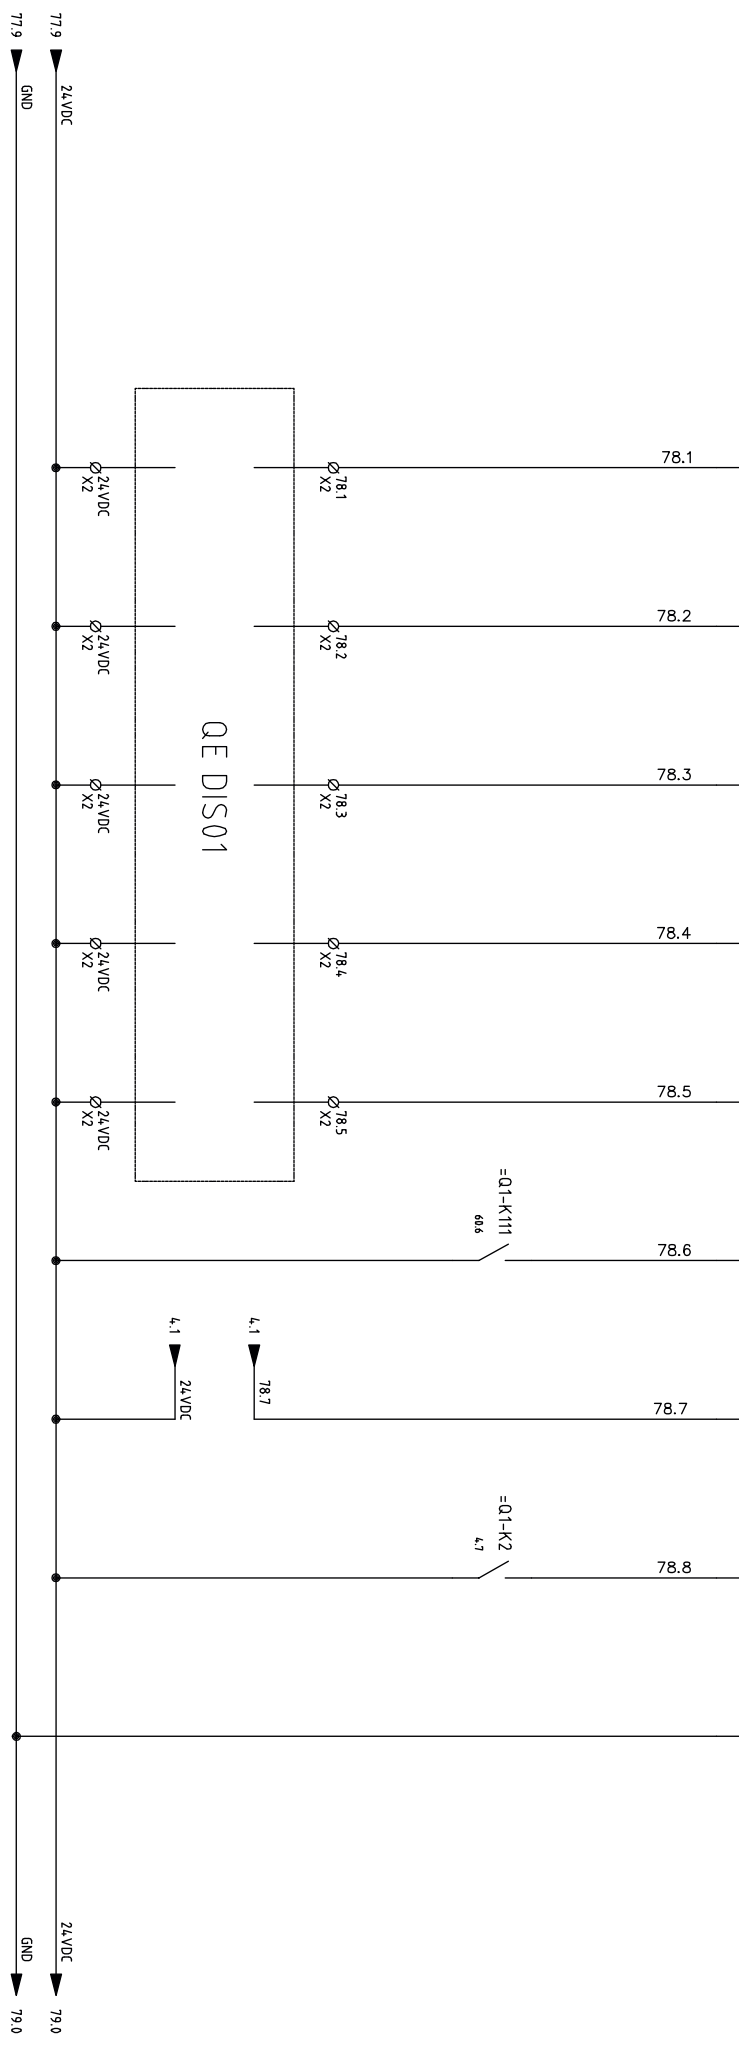 77.9
77.9
24VDC
GND
78.1
24VDC
X2
78.1
X2
78.2
24VDC
X2
78.2
X2
QE DIS01
78.3
24VDC
X2
78.3
X2
78.4
24VDC
X2
78.4
X2
78.5
24VDC
X2
78.5
X2
=Q1-K111
60.6
78.6
4.1
4.1
24VDC
78.7
78.7
=Q1-K2
4.7
78.8
24VDC
GND
79.0
79.0